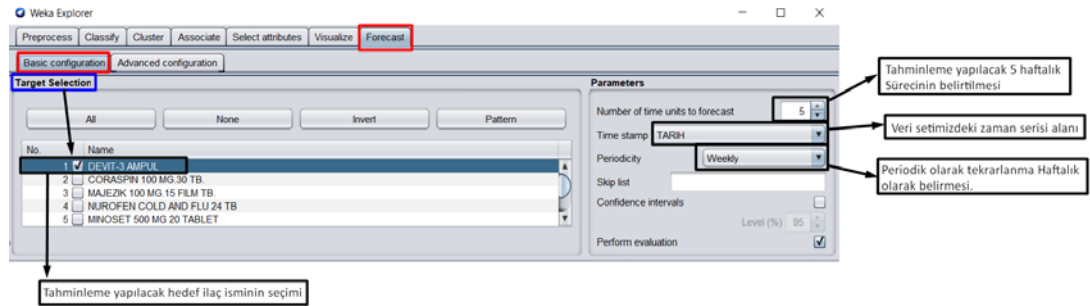 Weka Explorer
Preprocess Classify Cluster Associate Select attributes Visualize Forecast
Basic configuration Advanced configuration
Target Selection
All None Invert Pattern
No. Name
1 DEVIT-3 AMPUL
2 CORASPIN 100 MG.30 TB.
3 MAJEZIK 100 MG.15 FILM TB.
4 NUROFEN COLD AND FLU 24 TB
5 MINOSET 500 MG 20 TABLET
Parameters
Number of time units to forecast 5
Time stamp TARIH
Periodicity Weekly
Skip list
Confidence intervals
Level (%) 95
Perform evaluation
Tahminleme yapılacak 5 haftalık
Sürecinin belirtilmesi
Veri setimizdeki zaman serisi alanı
Periyodik olarak tekrarlanma Haftalık
olarak belirmesi.
Tahminleme yapılacak hedef ilaç isminin seçimi